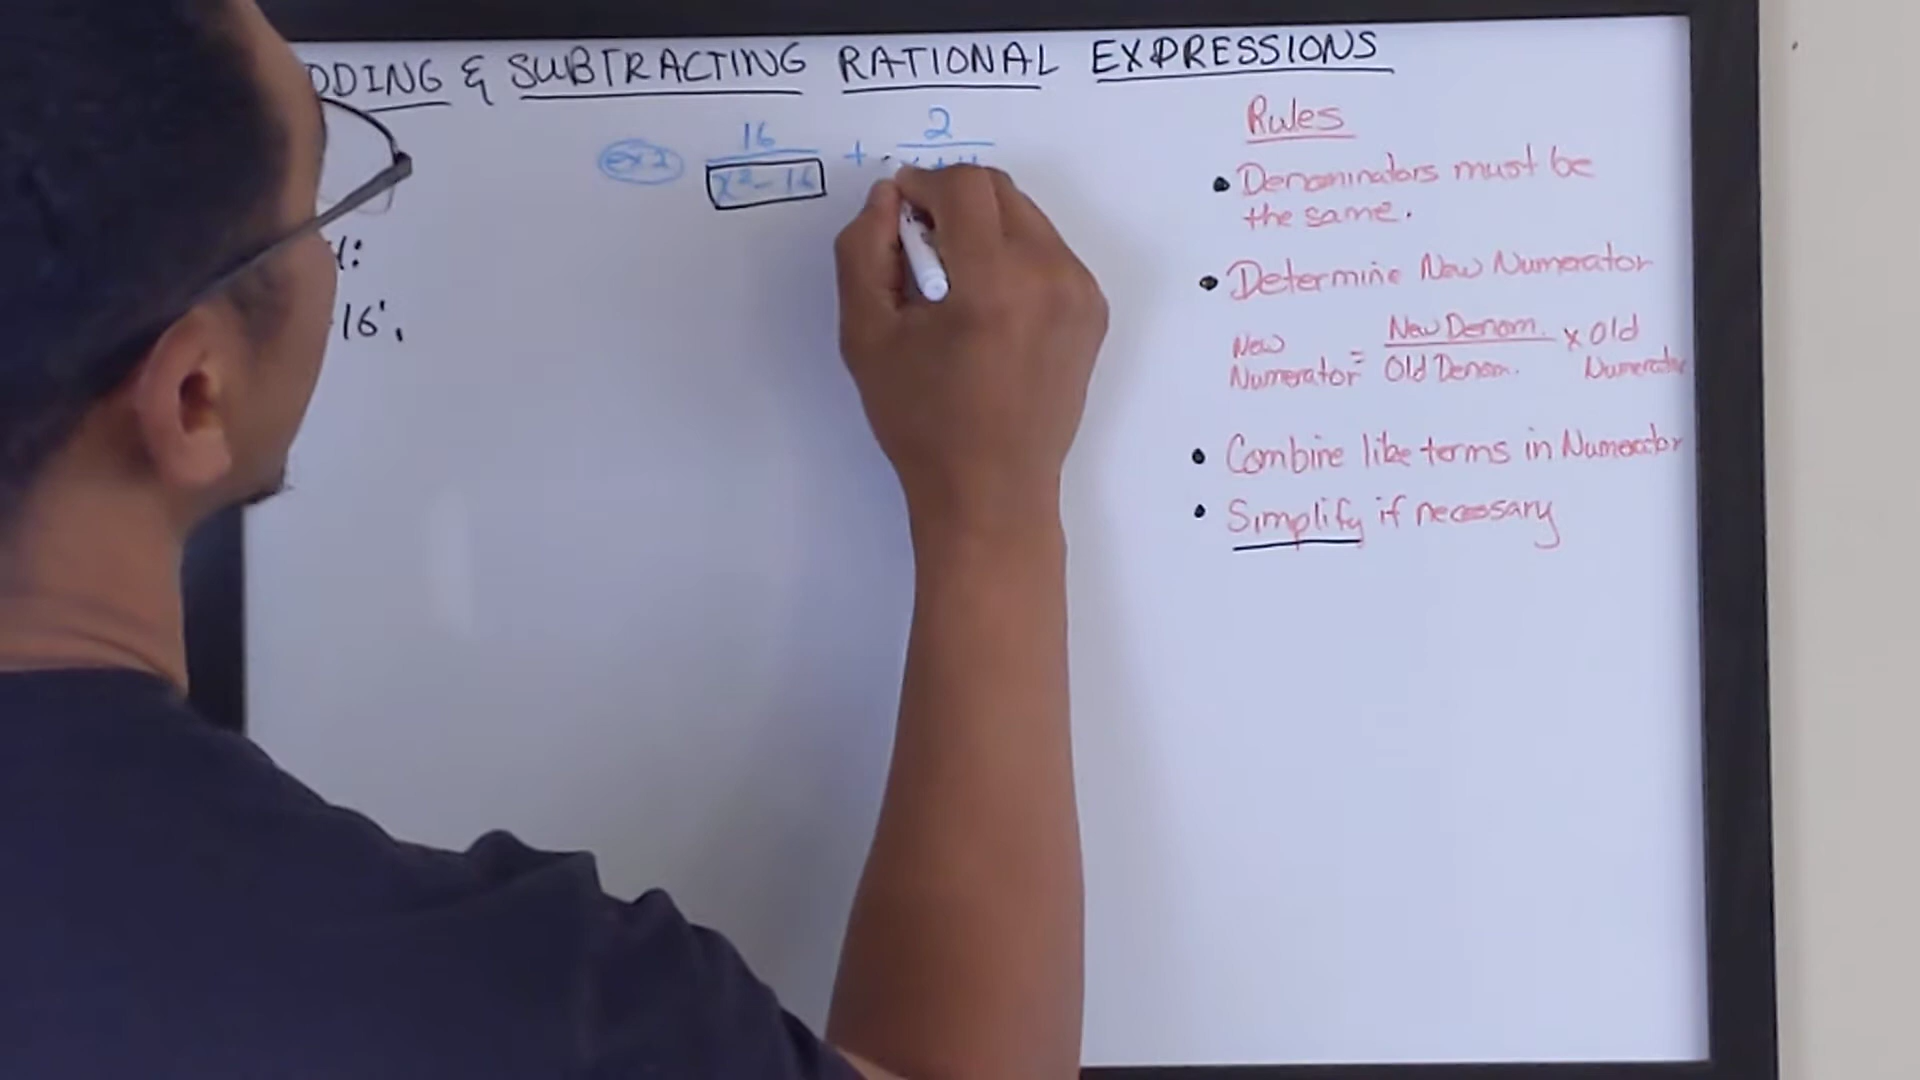 DDING & SUBTRACTING RATIONAL EXPRESSIONS
ex 1 16 + 2
x² - 16
:
16'.
Rules
• Denominators must be
the same.
• Determine New Numerator
New Numerator = New Denom. / Old Denom. x Old Numerator
• Combine like terms in Numerator
• Simplify if necessary